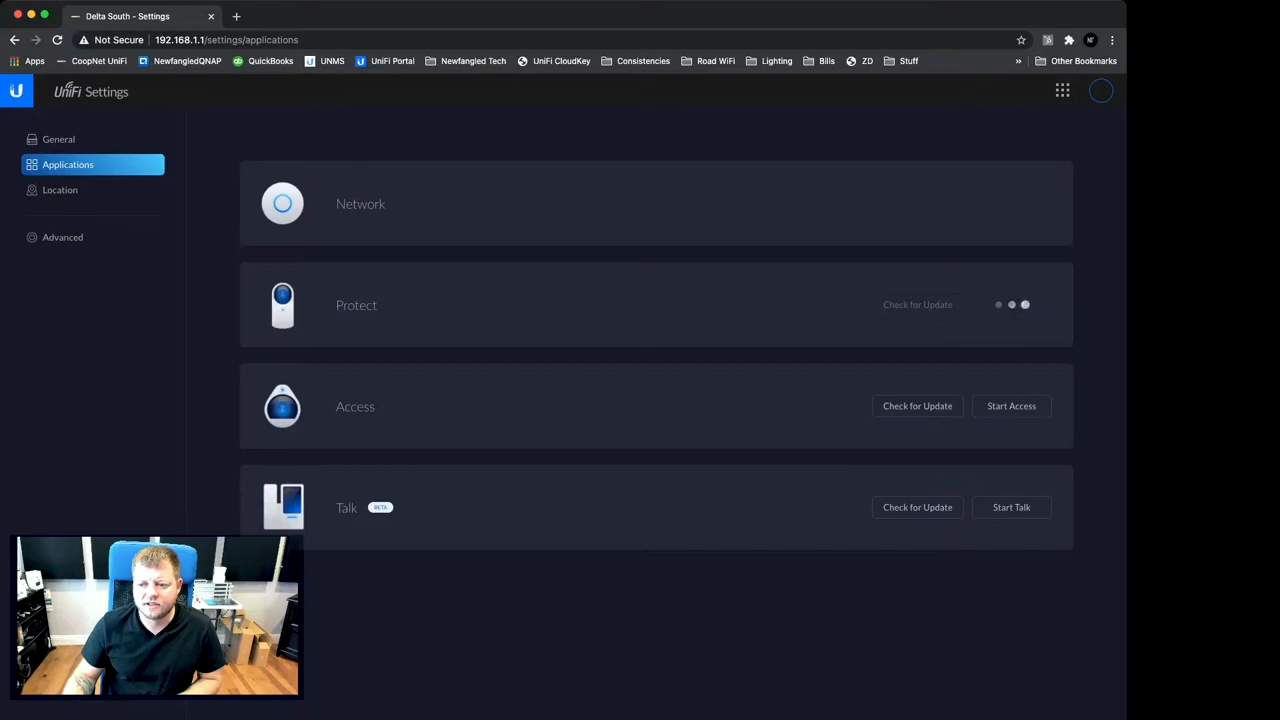 Delta South - Settings
Not Secure 192.168.1.1/settings/applications
Apps CoopNet UniFi NewfangledQNAP QuickBooks UNMS UniFi Portal Newfangled Tech UniFi CloudKey Consistencies Road WiFi Lighting Bills ZD Stuff » Other Bookmarks
UniFi Settings
General
Applications
Location
Advanced
Network
Protect Check for Update
Access Check for Update Start Access
Talk BETA Check for Update Start Talk